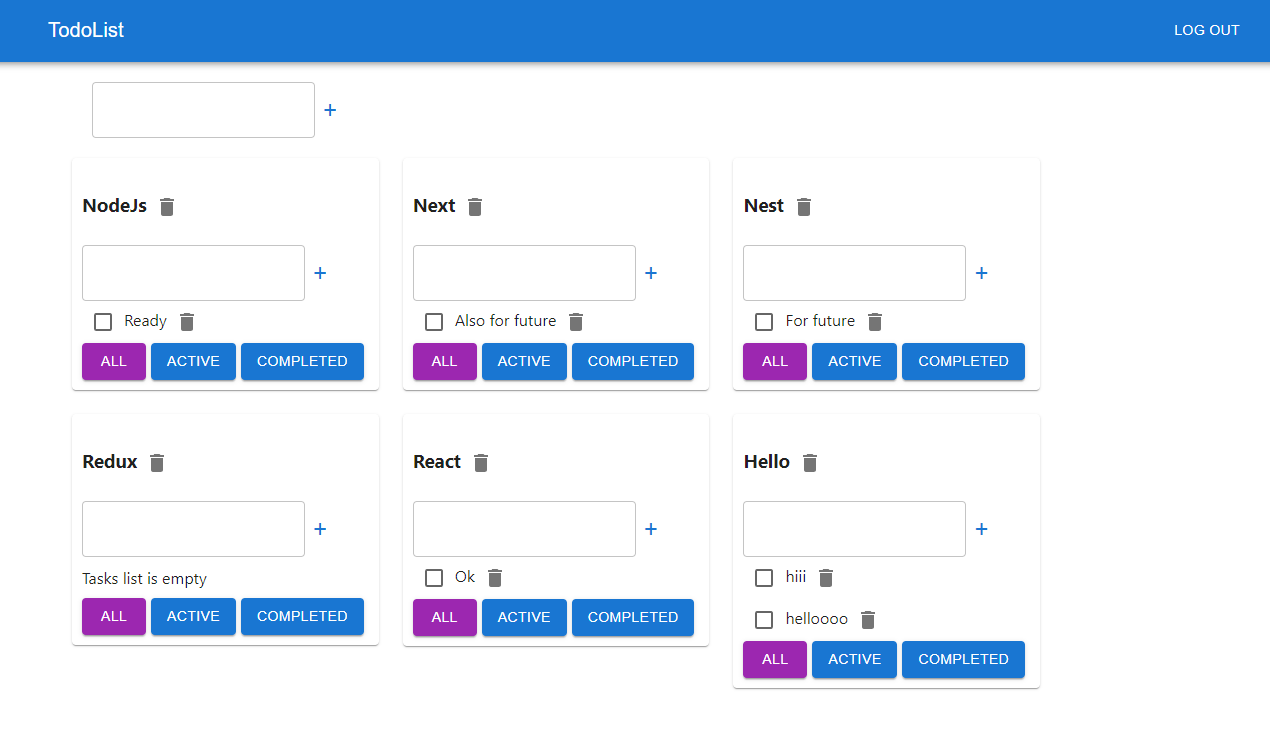 TodoList
LOG OUT
+
NodeJs
+
Ready
ALL ACTIVE COMPLETED
Next
+
Also for future
ALL ACTIVE COMPLETED
Nest
+
For future
ALL ACTIVE COMPLETED
Redux
+
Tasks list is empty
ALL ACTIVE COMPLETED
React
+
Ok
ALL ACTIVE COMPLETED
Hello
+
hiii
helloooo
ALL ACTIVE COMPLETED